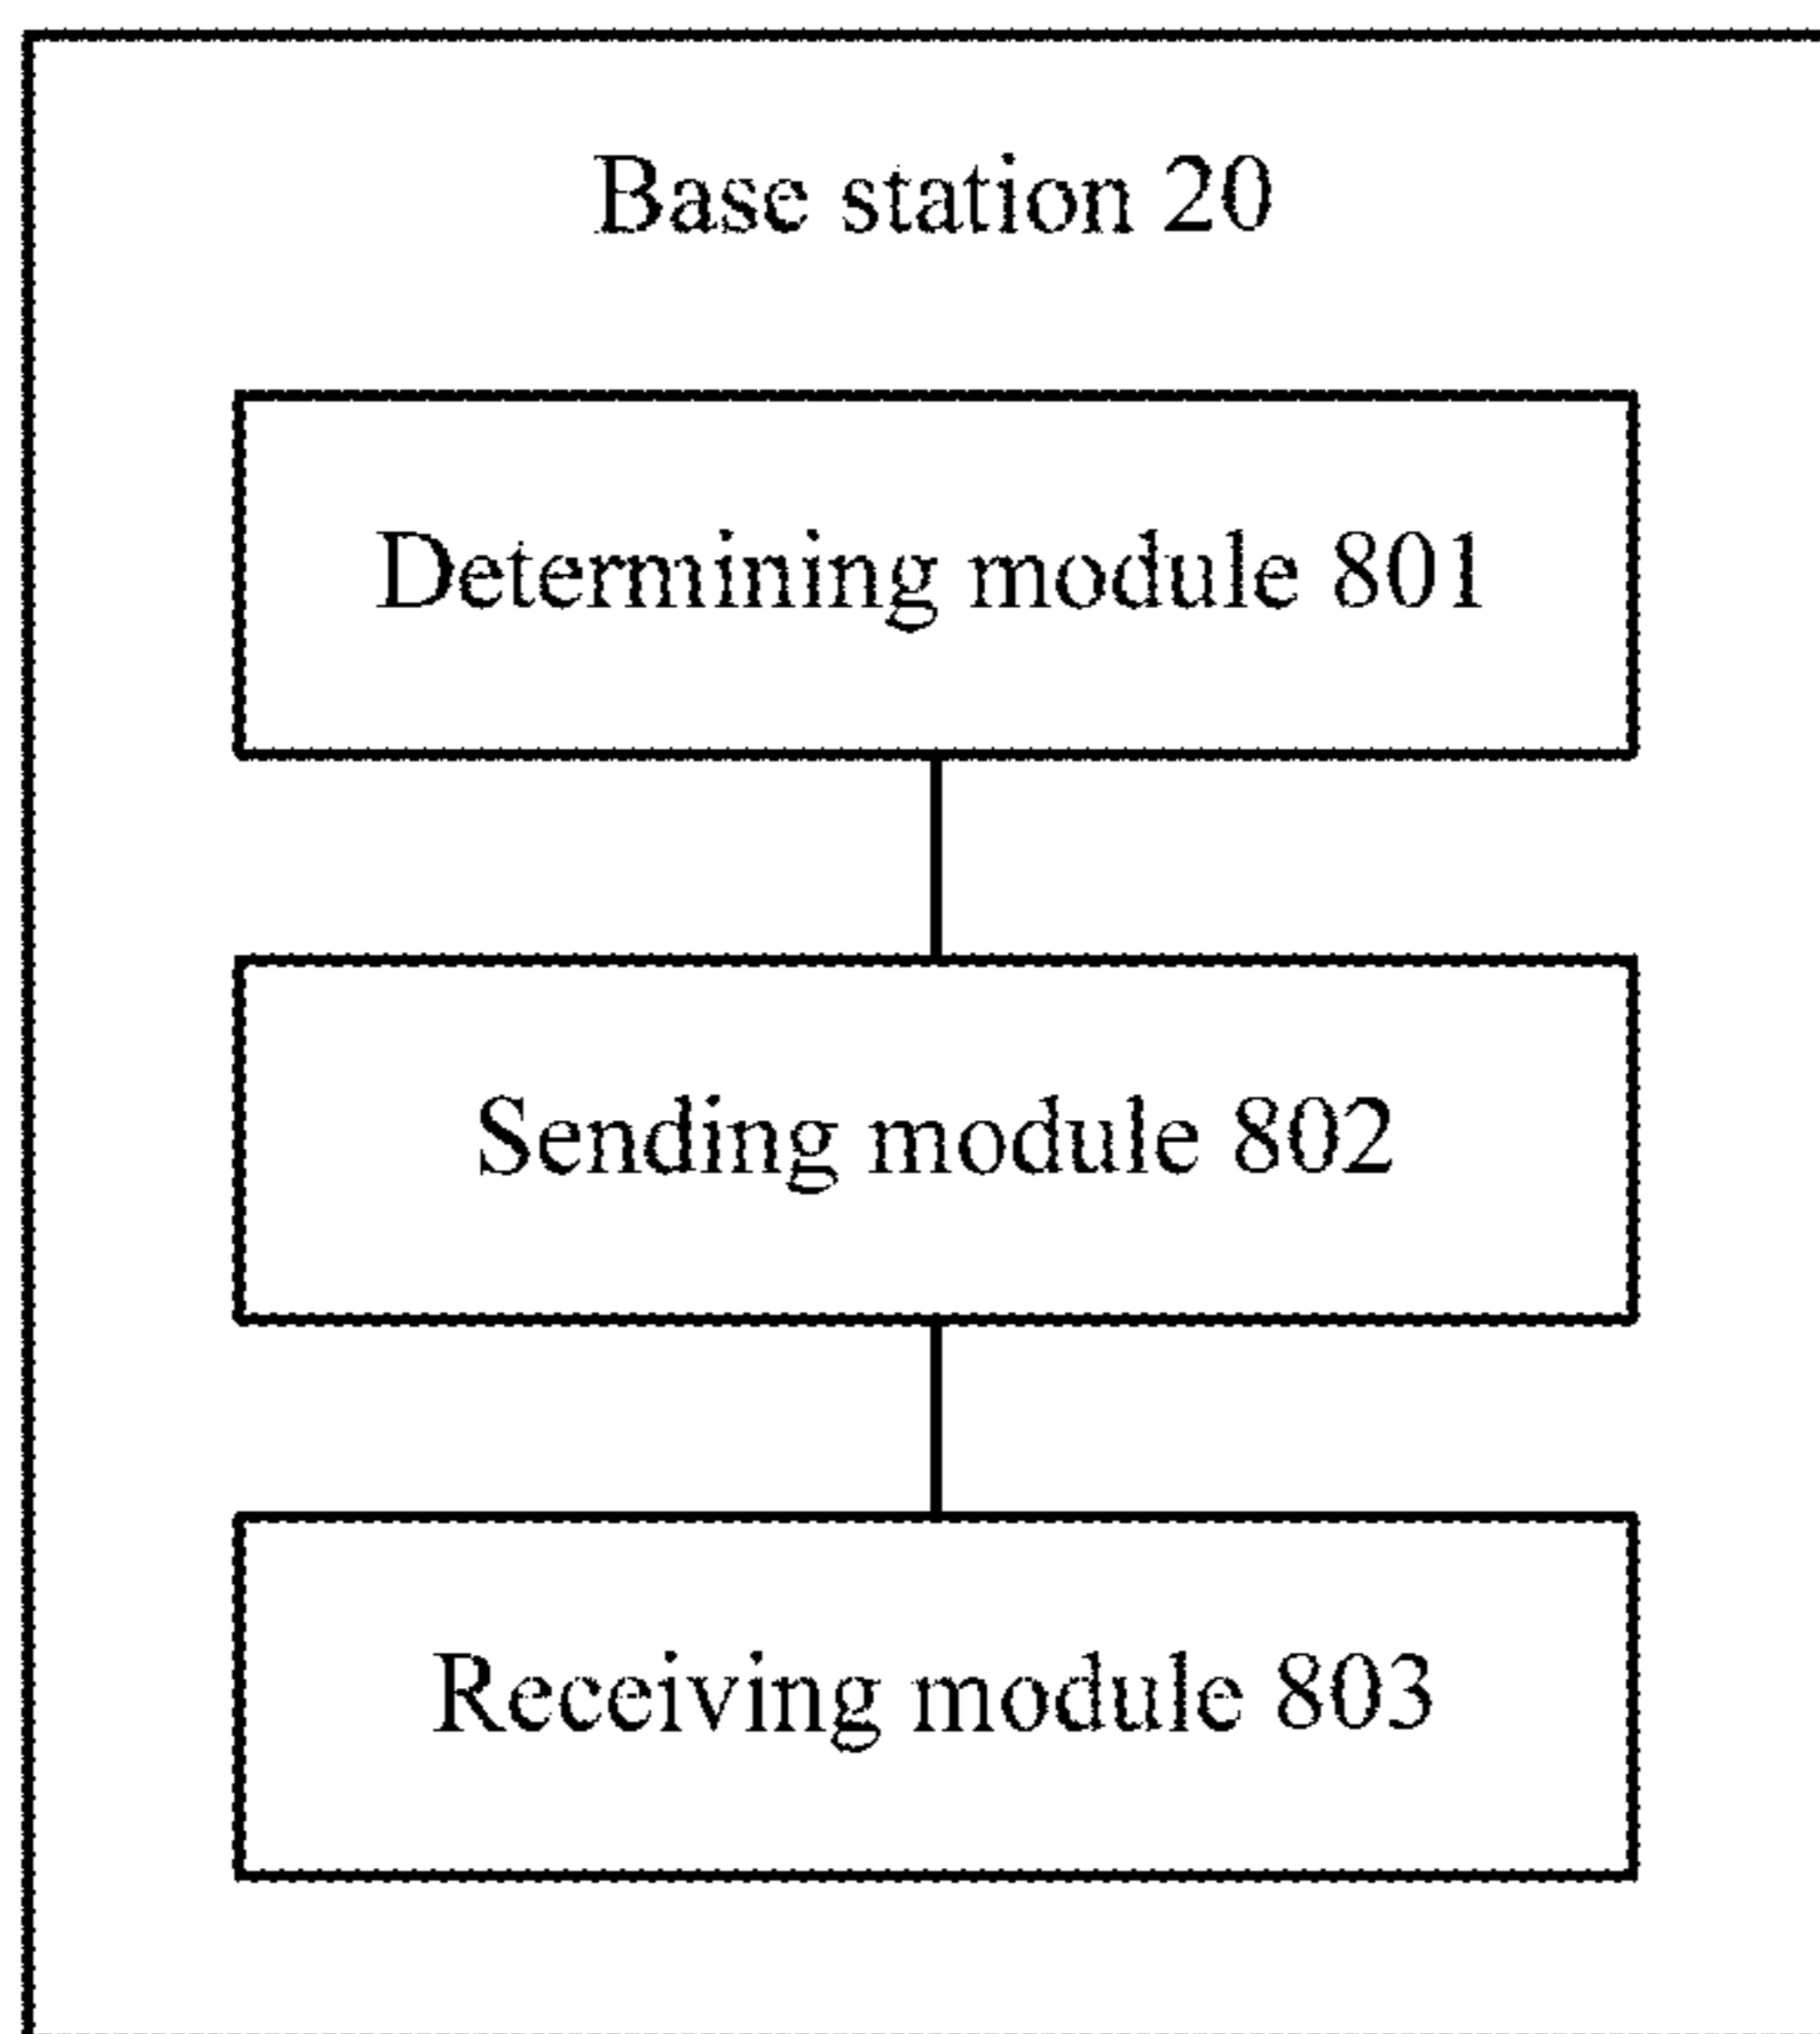 Base station 20
Determining module 801
Sending module 802
Receiving module 803